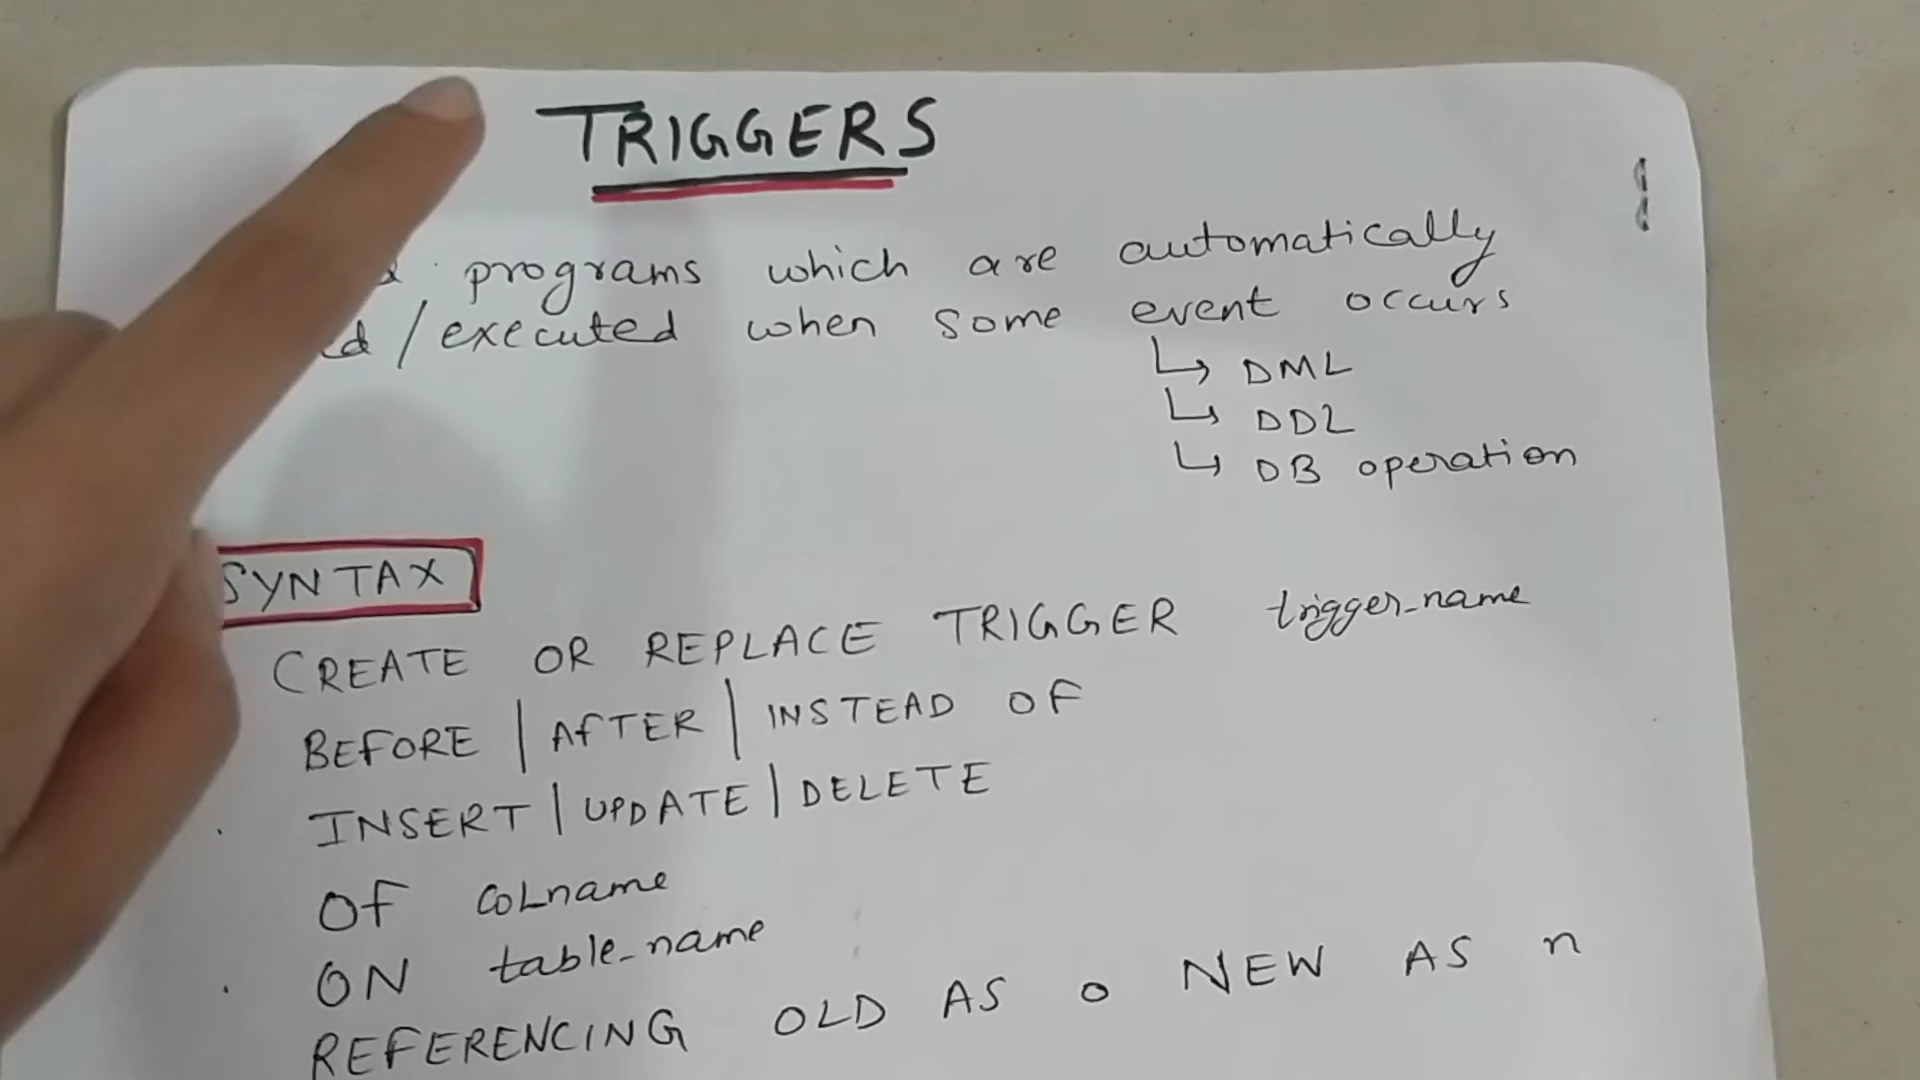 TRIGGERS
programs which are automatically
/executed when some event occurs
↳ DML
↳ DDL
↳ DB operation
SYNTAX
CREATE OR REPLACE TRIGGER trigger_name
BEFORE | AFTER | INSTEAD OF
INSERT | UPDATE | DELETE
OF Colname
ON table_name
REFERENCING OLD AS o NEW AS n